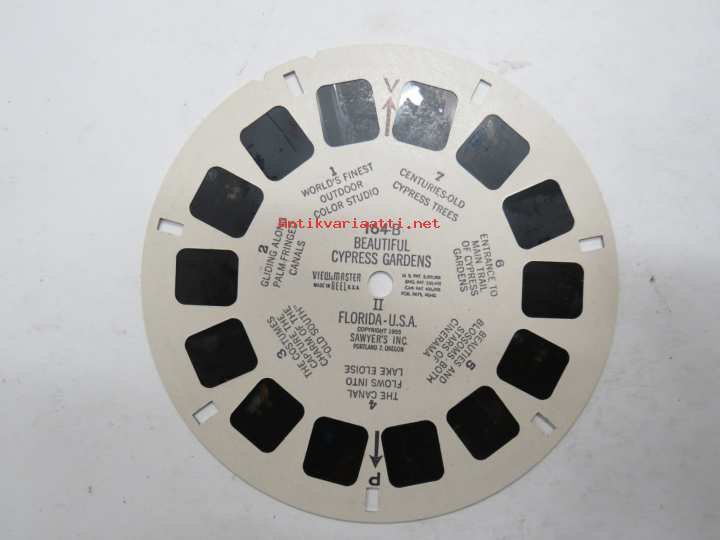 V
1
WORLD'S FINEST
OUTDOOR
COLOR STUDIO
7
CENTURIES-OLD
CYPRESS TREES
antikvariaatti.net
164-B
BEAUTIFUL
CYPRESS GARDENS
2
GLIDING ALONG
PALM-FRINGED
CANALS
6
ENTRANCE TO
MAIN TRAIL
OF CYPRESS
GARDENS
VIEW-MASTER
MADE IN REEL U.S.A.
II
FLORIDA-U.S.A.
COPYRIGHT 1955
SAWYER'S INC.
PORTLAND 7, OREGON
3
THE COSTUMES
CAPTURE THE
CHARM OF THE
"OLD SOUTH"
5
BEAUTIES AND
BLOSSOMS, BOTH
STARS OF
CINERAMA
4
THE CANAL
FLOWS INTO
LAKE ELOISE
P